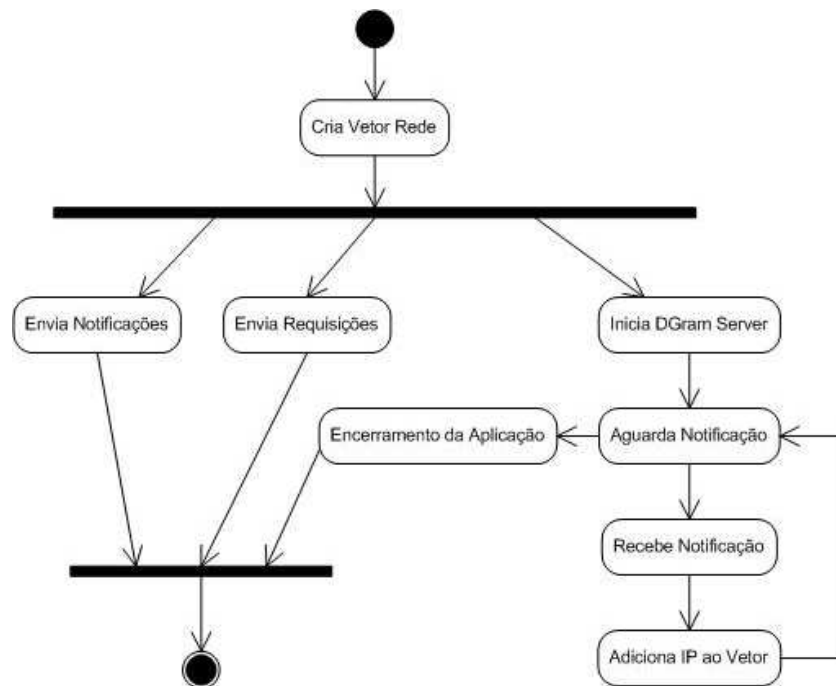 Cria Vetor Rede
Envia Notificações
Envia Requisições
Inicia DGram Server
Encerramento da Aplicação
Aguarda Notificação
Recebe Notificação
Adiciona IP ao Vetor